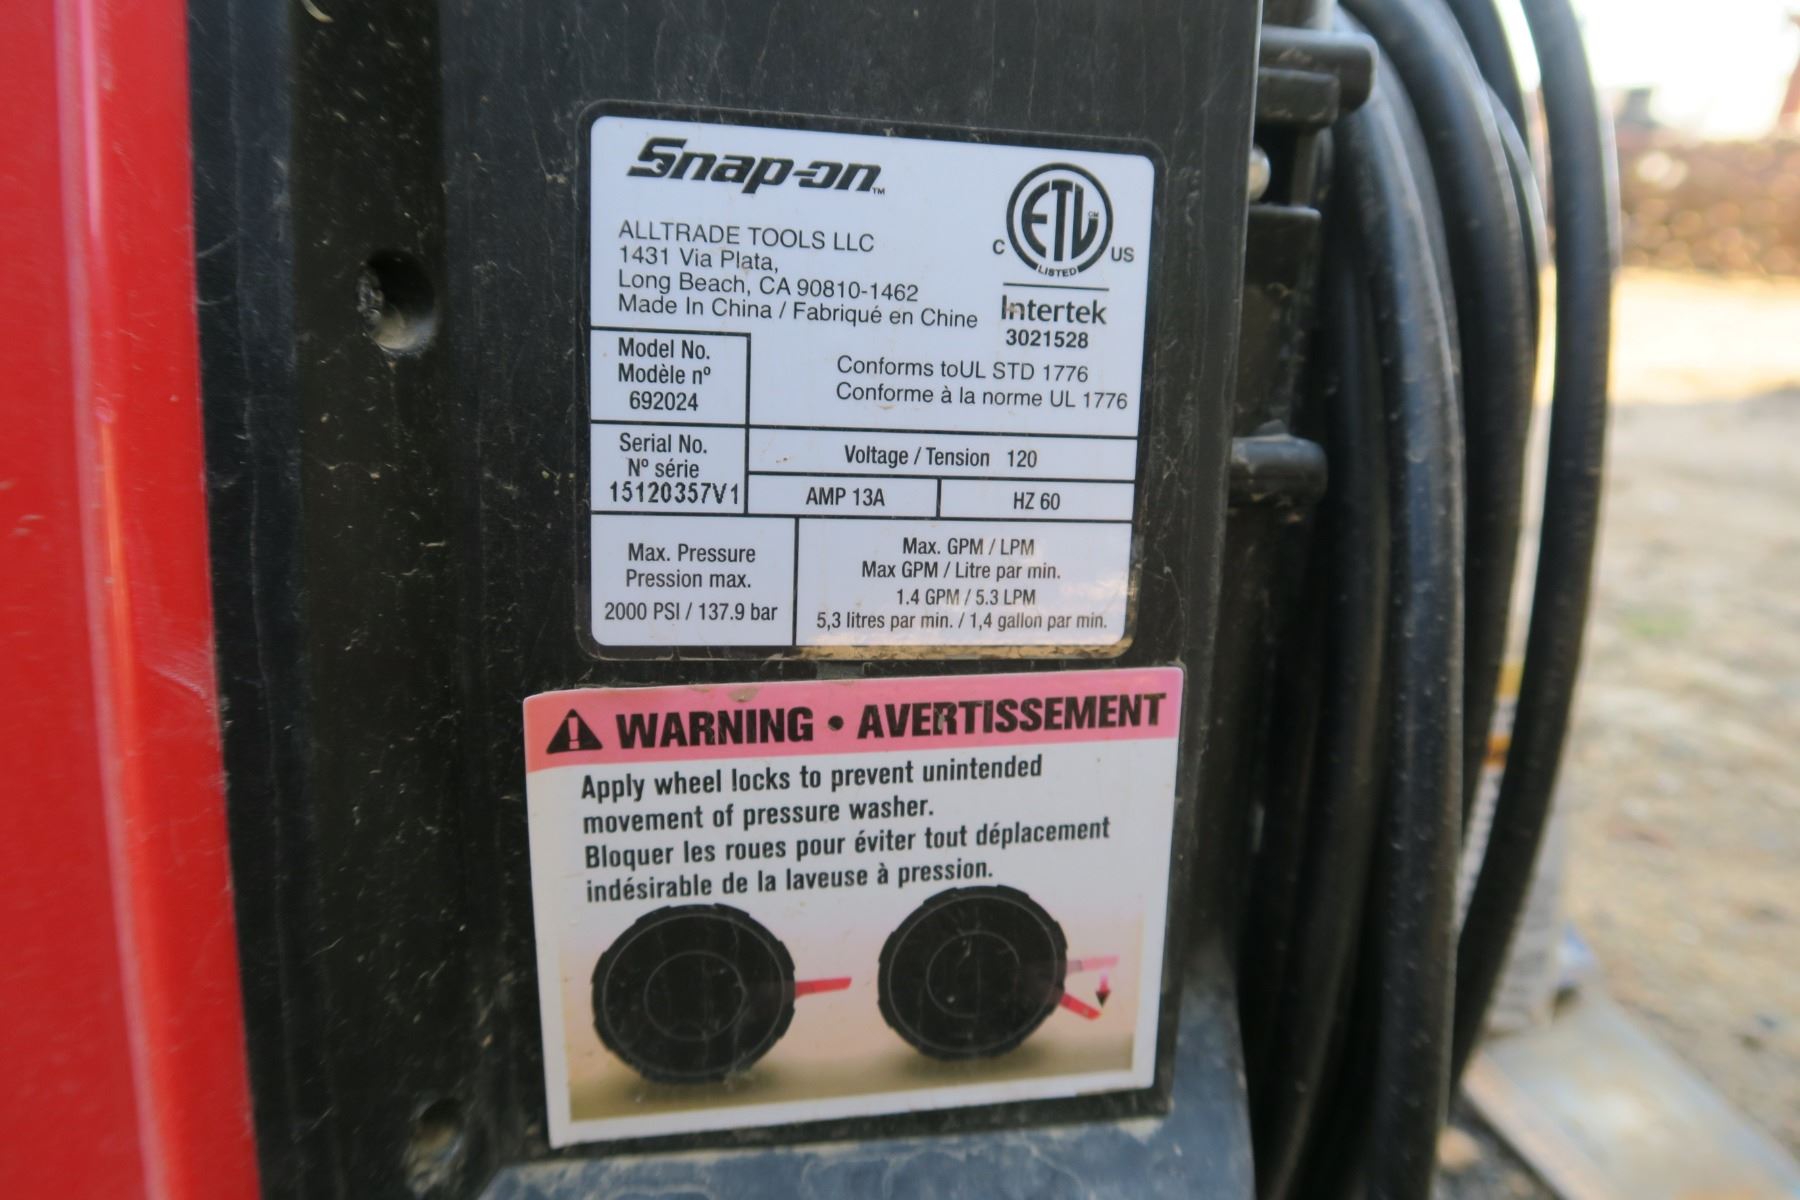 Snap-on™
ALLTRADE TOOLS LLC
1431 Via Plata,
Long Beach, CA 90810-1462
Made In China / Fabriqué en Chine
ETL CM
C US
LISTED
Intertek
3021528
Model No.
Modèle nº
692024
Conforms toUL STD 1776
Conforme à la norme UL 1776
Serial No.
Nº série
15120357V1
Voltage / Tension 120
AMP 13A
HZ 60
Max. Pressure
Pression max.
2000 PSI / 137.9 bar
Max. GPM / LPM
Max GPM / Litre par min.
1.4 GPM / 5.3 LPM
5,3 litres par min. / 1,4 gallon par min.
WARNING • AVERTISSEMENT
Apply wheel locks to prevent unintended
movement of pressure washer.
Bloquer les roues pour éviter tout déplacement
indésirable de la laveuse à pression.